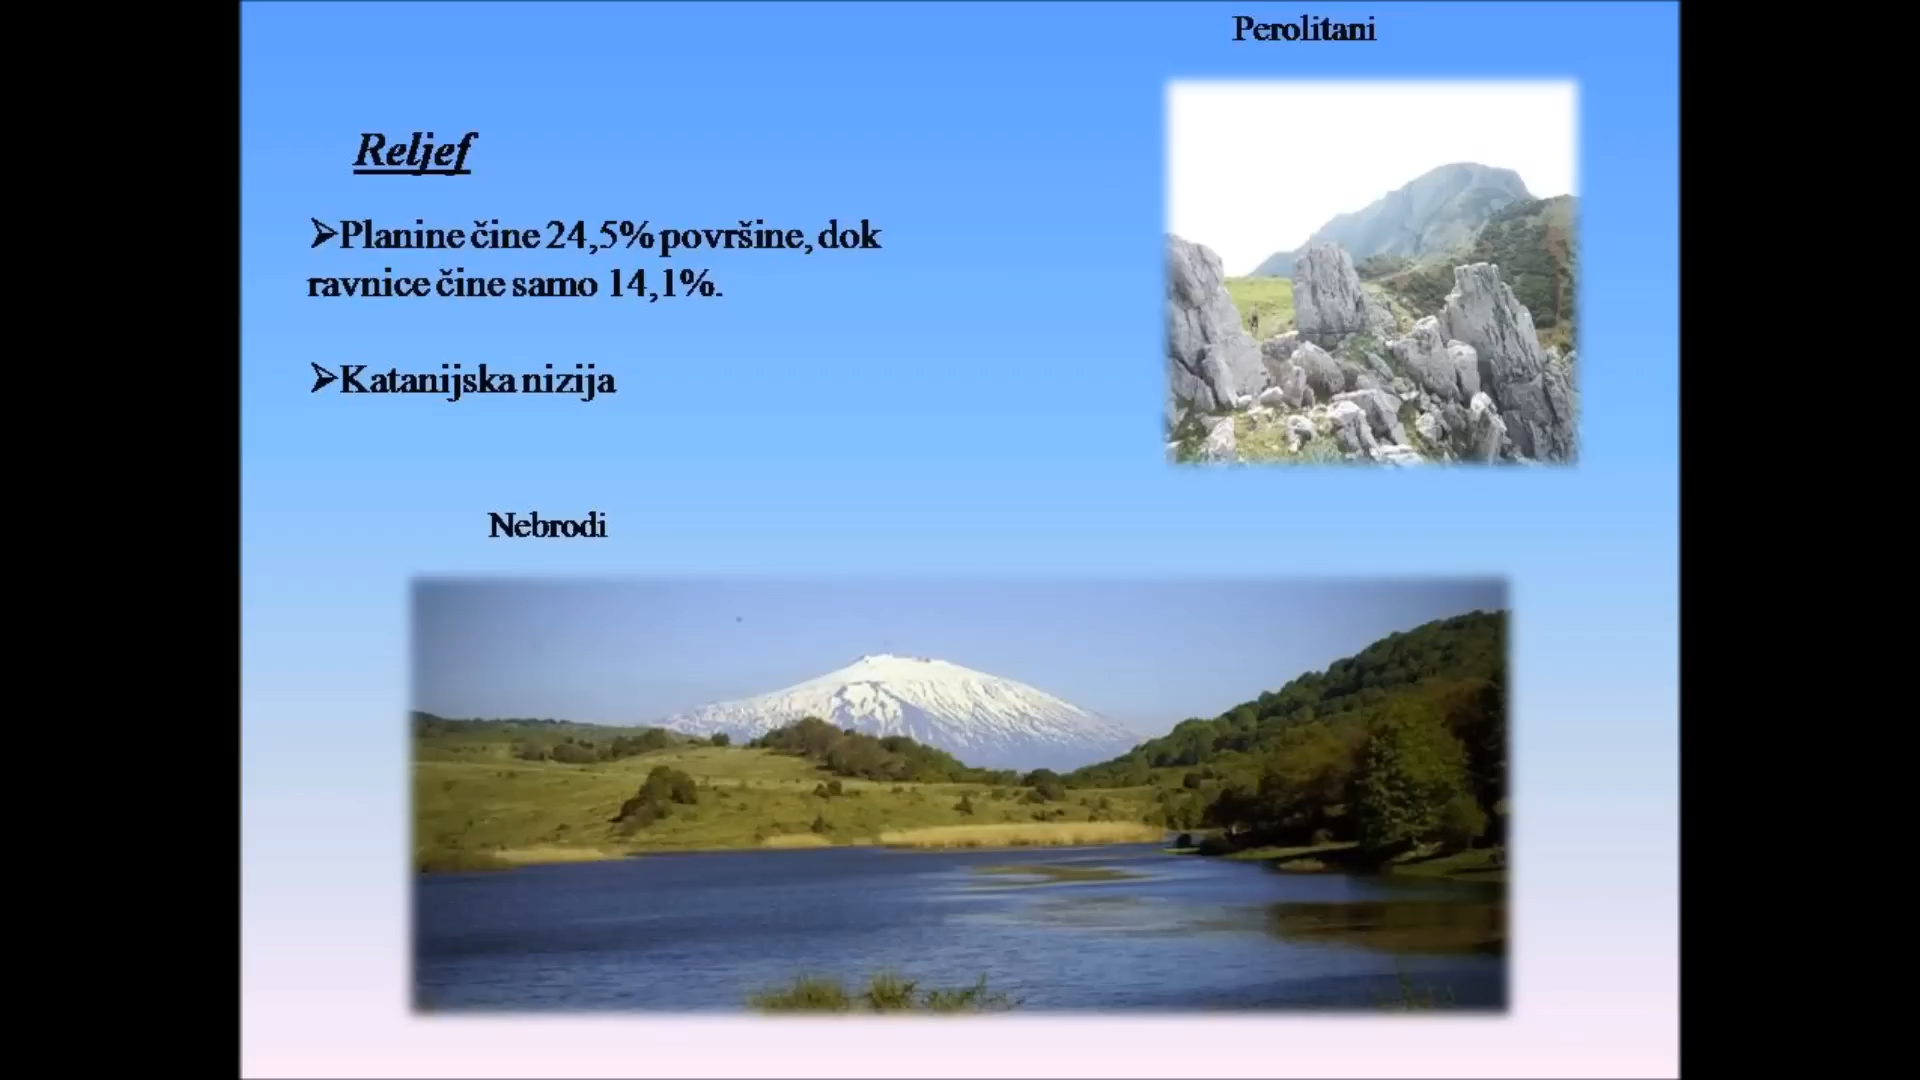 Perolitani
Reljef
➢Planine čine 24,5% površine, dok
ravnice čine samo 14,1%.
➢Katanijska nizija
Nebrodi